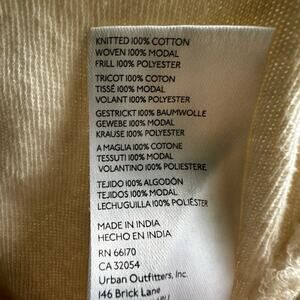 KNITTED 100% COTTON
WOVEN 100% MODAL
FRILL 100% POLYESTER
TRICOT 100% COTON
TISSÉ 100% MODAL
VOLANT 100% POLYESTER
GESTRICKT 100% BAUMWOLLE
GEWEBE 100% MODAL
KRAUSE 100% POLYESTER
A MAGLIA 100% COTONE
TESSUTI 100% MODAL
VOLANTINO 100% POLIESTERE
TEJIDO 100% ALGODÓN
TEJIDOS 100% MODAL
LECHUGUILLA 100% POLIÉSTER
MADE IN INDIA
HECHO EN INDIA
RN 66170
CA 32054
Urban Outfitters, Inc.
146 Brick Lane